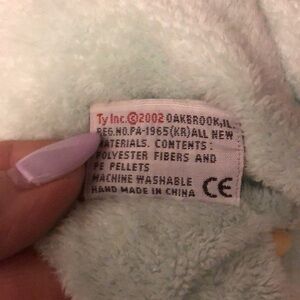 Ty Inc.©2002 OAKBROOK,IL.
REG.NO.PA-1965(KR)ALL NEW
MATERIALS. CONTENTS:
POLYESTER FIBERS AND
PE PELLETS
MACHINE WASHABLE
HAND MADE IN CHINA CE